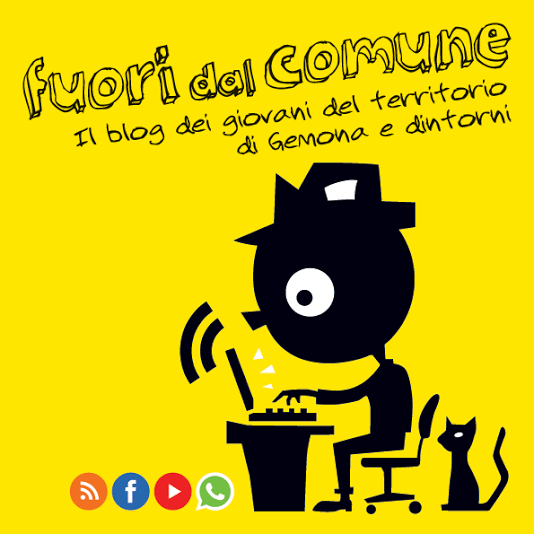 fuori dal comune
Il blog dei giovani del territorio
di Gemona e dintorni